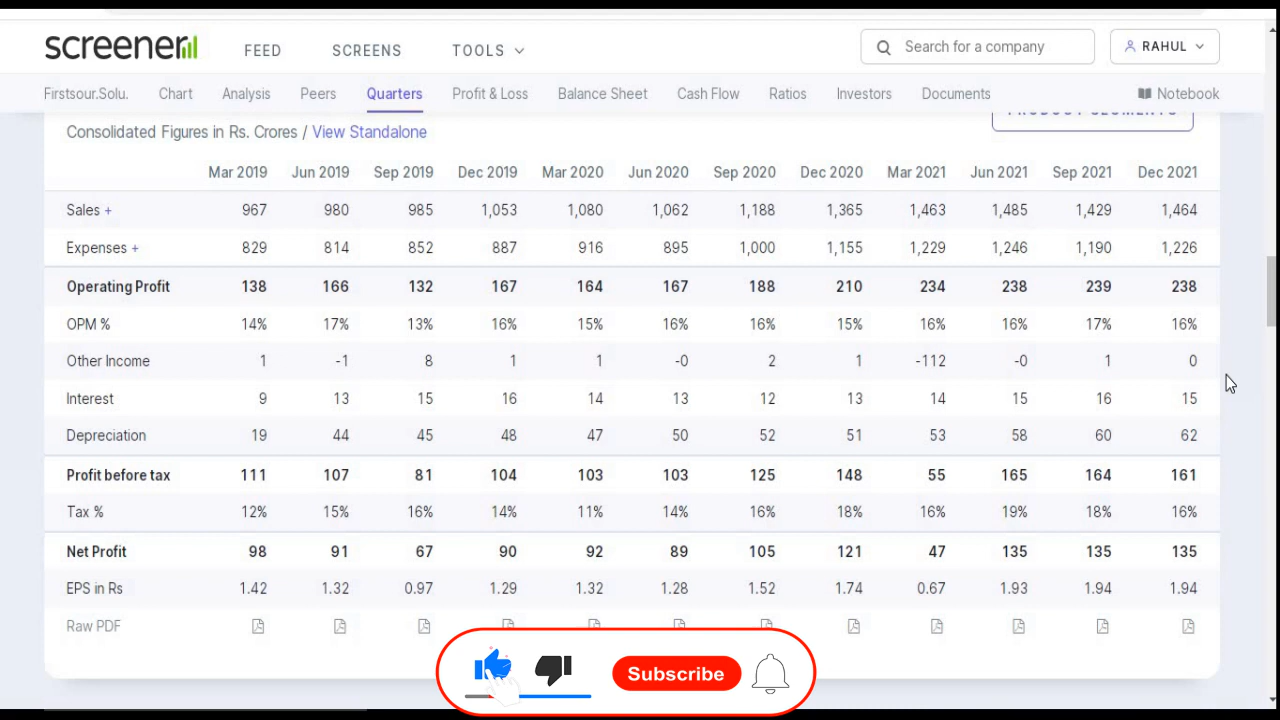 screener FEED SCREENS TOOLS Search for a company RAHUL
Firstsour.Solu. Chart Analysis Peers Quarters Profit & Loss Balance Sheet Cash Flow Ratios Investors Documents Notebook
PRODUCT SEGMENTS
Consolidated Figures in Rs. Crores / View Standalone
Mar 2019 Jun 2019 Sep 2019 Dec 2019 Mar 2020 Jun 2020 Sep 2020 Dec 2020 Mar 2021 Jun 2021 Sep 2021 Dec 2021
Sales + 967 980 985 1,053 1,080 1,062 1,188 1,365 1,463 1,485 1,429 1,464
Expenses + 829 814 852 887 916 895 1,000 1,155 1,229 1,246 1,190 1,226
Operating Profit 138 166 132 167 164 167 188 210 234 238 239 238
OPM % 14% 17% 13% 16% 15% 16% 16% 15% 16% 16% 17% 16%
Other Income 1 -1 8 1 1 -0 2 1 -112 -0 1 0
Interest 9 13 15 16 14 13 12 13 14 15 16 15
Depreciation 19 44 45 48 47 50 52 51 53 58 60 62
Profit before tax 111 107 81 104 103 103 125 148 55 165 164 161
Tax % 12% 15% 16% 14% 11% 14% 16% 18% 16% 19% 18% 16%
Net Profit 98 91 67 90 92 89 105 121 47 135 135 135
EPS in Rs 1.42 1.32 0.97 1.29 1.32 1.28 1.52 1.74 0.67 1.93 1.94 1.94
Raw PDF
Subscribe